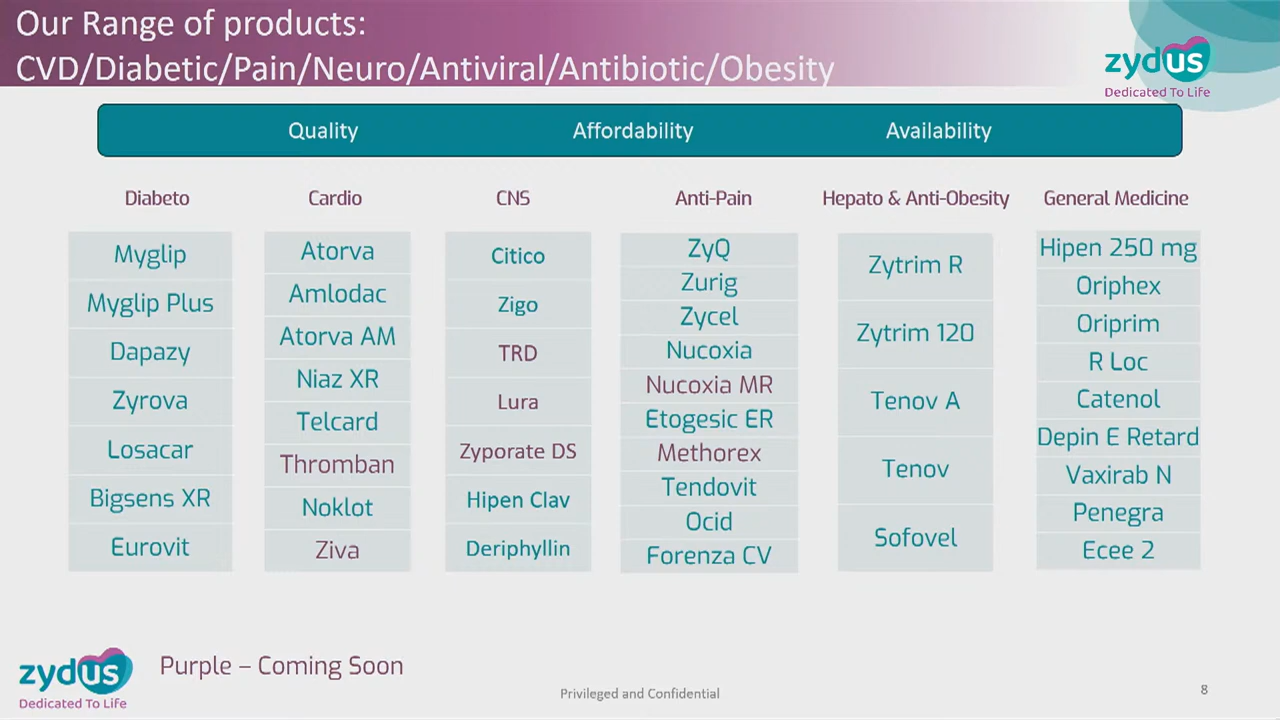 Our Range of products:
CVD/Diabetic/Pain/Neuro/Antiviral/Antibiotic/Obesity
zydus
Dedicated To Life
Quality Affordability Availability
Diabeto
Myglip
Myglip Plus
Dapazy
Zyrova
Losacar
Bigsens XR
Eurovit
Cardio
Atorva
Amlodac
Atorva AM
Niaz XR
Telcard
Thromban
Noklot
Ziva
CNS
Citico
Zigo
TRD
Lura
Zyporate DS
Hipen Clav
Deriphyllin
Anti-Pain
ZyQ
Zurig
Zycel
Nucoxia
Nucoxia MR
Etogesic ER
Methorex
Tendovit
Ocid
Forenza CV
Hepato & Anti-Obesity
Zytrim R
Zytrim 120
Tenov A
Tenov
Sofovel
General Medicine
Hipen 250 mg
Oriphex
Oriprim
R Loc
Catenol
Depin E Retard
Vaxirab N
Penegra
Ecee 2
zydus
Dedicated To Life
Purple – Coming Soon
Privileged and Confidential
8